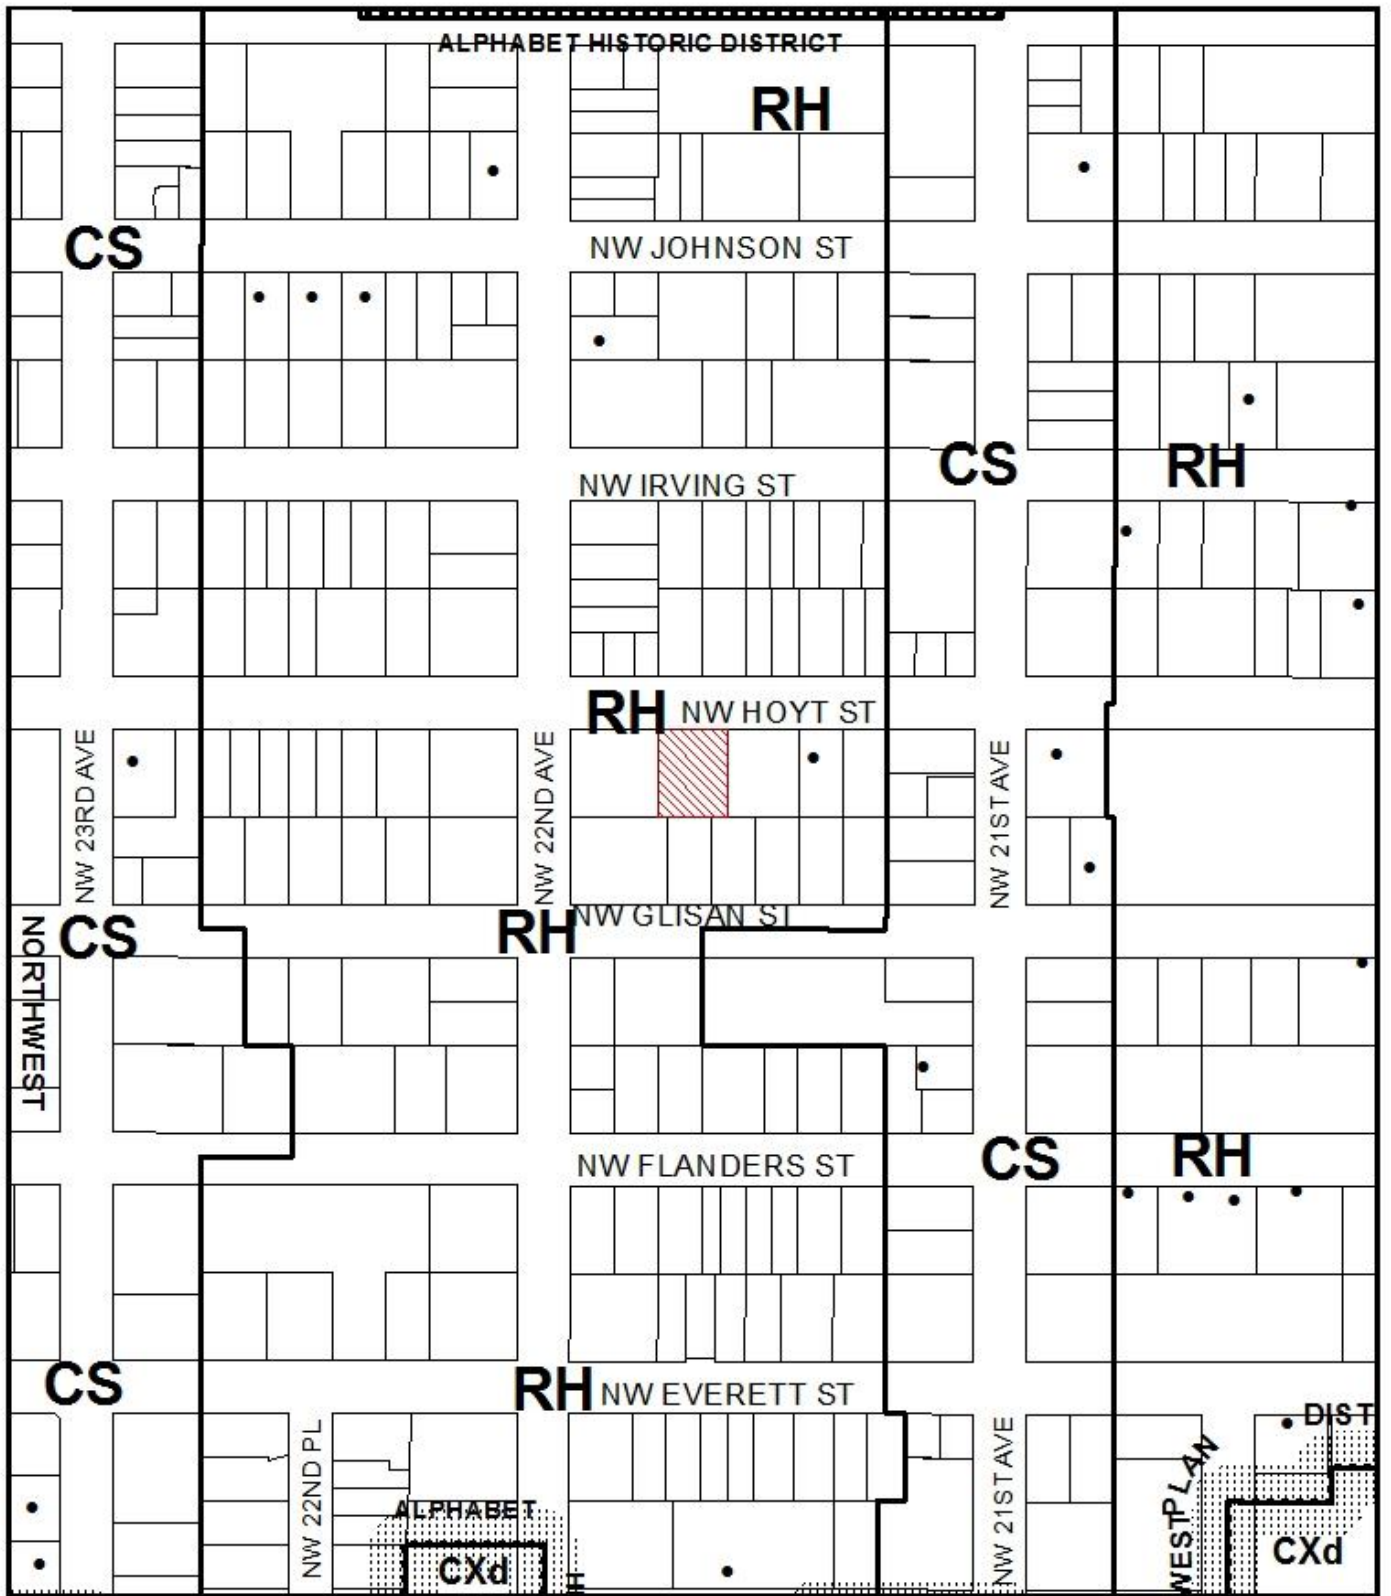 ALPHABET HISTORIC DISTRICT
RH
CS
NW JOHNSON ST
CS
RH
NW IRVING ST
RH
NW HOYT ST
NW 23RD AVE
NW 22ND AVE
NW 21ST AVE
NW GLISAN ST
CS
RH
NORTHWEST
NW FLANDERS ST
CS
RH
CS
RH
NW EVERETT ST
DIST
NW 22ND PL
NW 21ST AVE
PLAN
WEST
ALPHABET
CXd
H
CXd